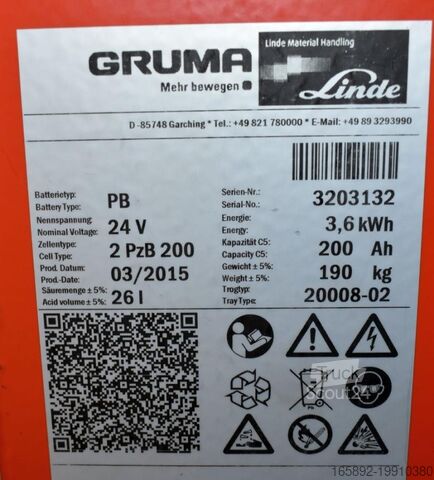 GRUMA
Mehr bewegen
Linde Material Handling
Linde
D-85748 Garching * Tel.: +49 821 780000 * E-Mail: +49 89 3293990
Batterietyp:
Battery Type: PB
Nennspannung:
Nominal Voltage: 24 V
Zellentyp:
Cell Type: 2 PzB 200
Prod. Datum
Prod.-Date: 03/2015
Säuremenge ± 5%:
Acid volume ± 5%: 26 l
Serien-Nr.:
Serial-No.: 3203132
Energie:
Energy: 3,6 kWh
Kapazität C5:
Capacity C5: 200 Ah
Gewicht ± 5%:
Weight ± 5%: 190 kg
Trogtyp:
Tray Type: 20008-02
Truck
Scout24
165892-19910380